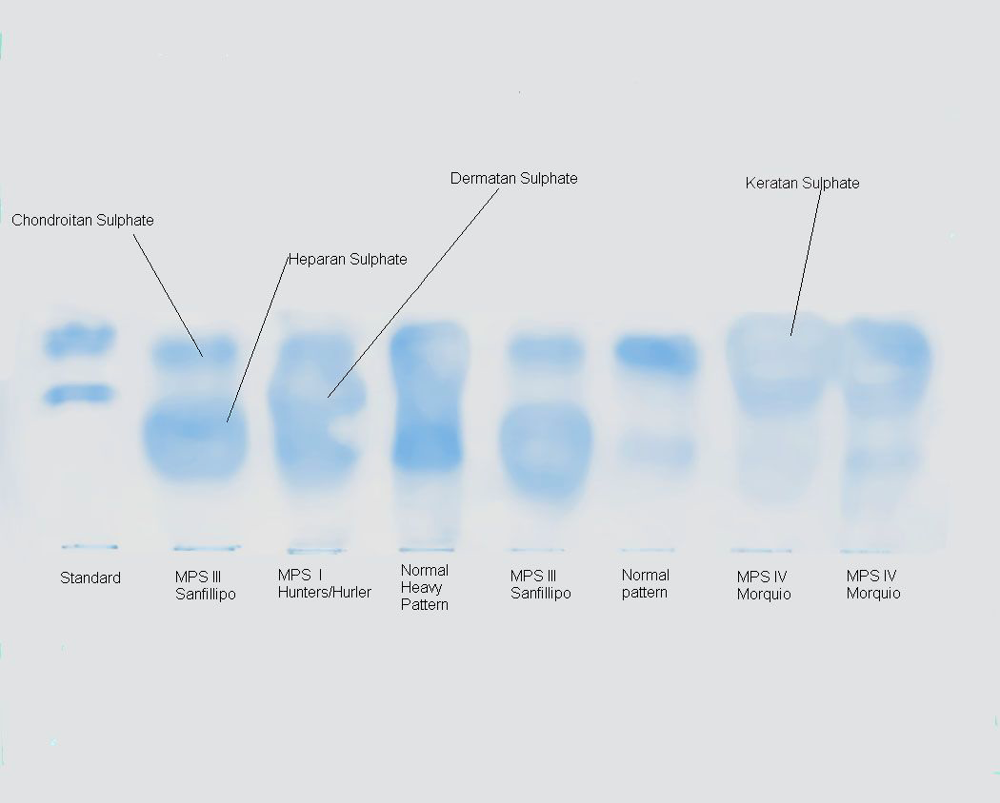 Dermatan Sulphate
Keratan Sulphate
Chondroitan Sulphate
Heparan Sulphate
Standard
MPS III
Sanfillipo
MPS I
Hunters/Hurler
Normal
Heavy
Pattern
MPS III
Sanfillipo
Normal
pattern
MPS IV
Morquio
MPS IV
Morquio